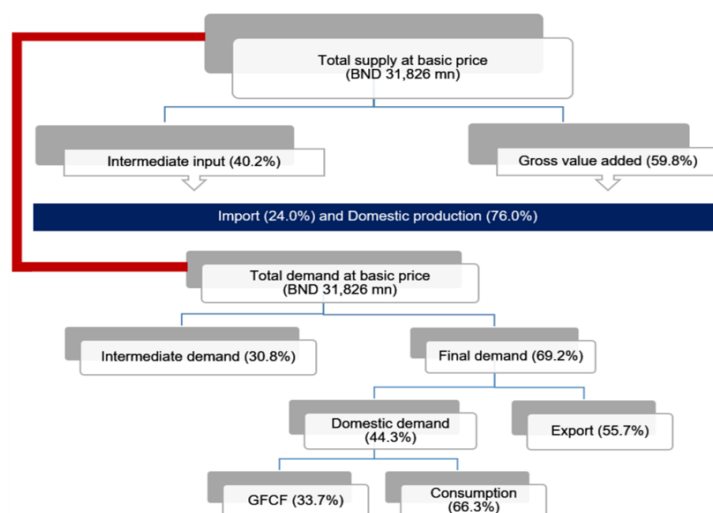 Total supply at basic price
(BND 31,826 mn)
Intermediate input (40.2%)
Gross value added (59.8%)
Import (24.0%) and Domestic production (76.0%)
Total demand at basic price
(BND 31,826 mn)
Intermediate demand (30.8%)
Final demand (69.2%)
Domestic demand
(44.3%)
Export (55.7%)
GFCF (33.7%)
Consumption
(66.3%)